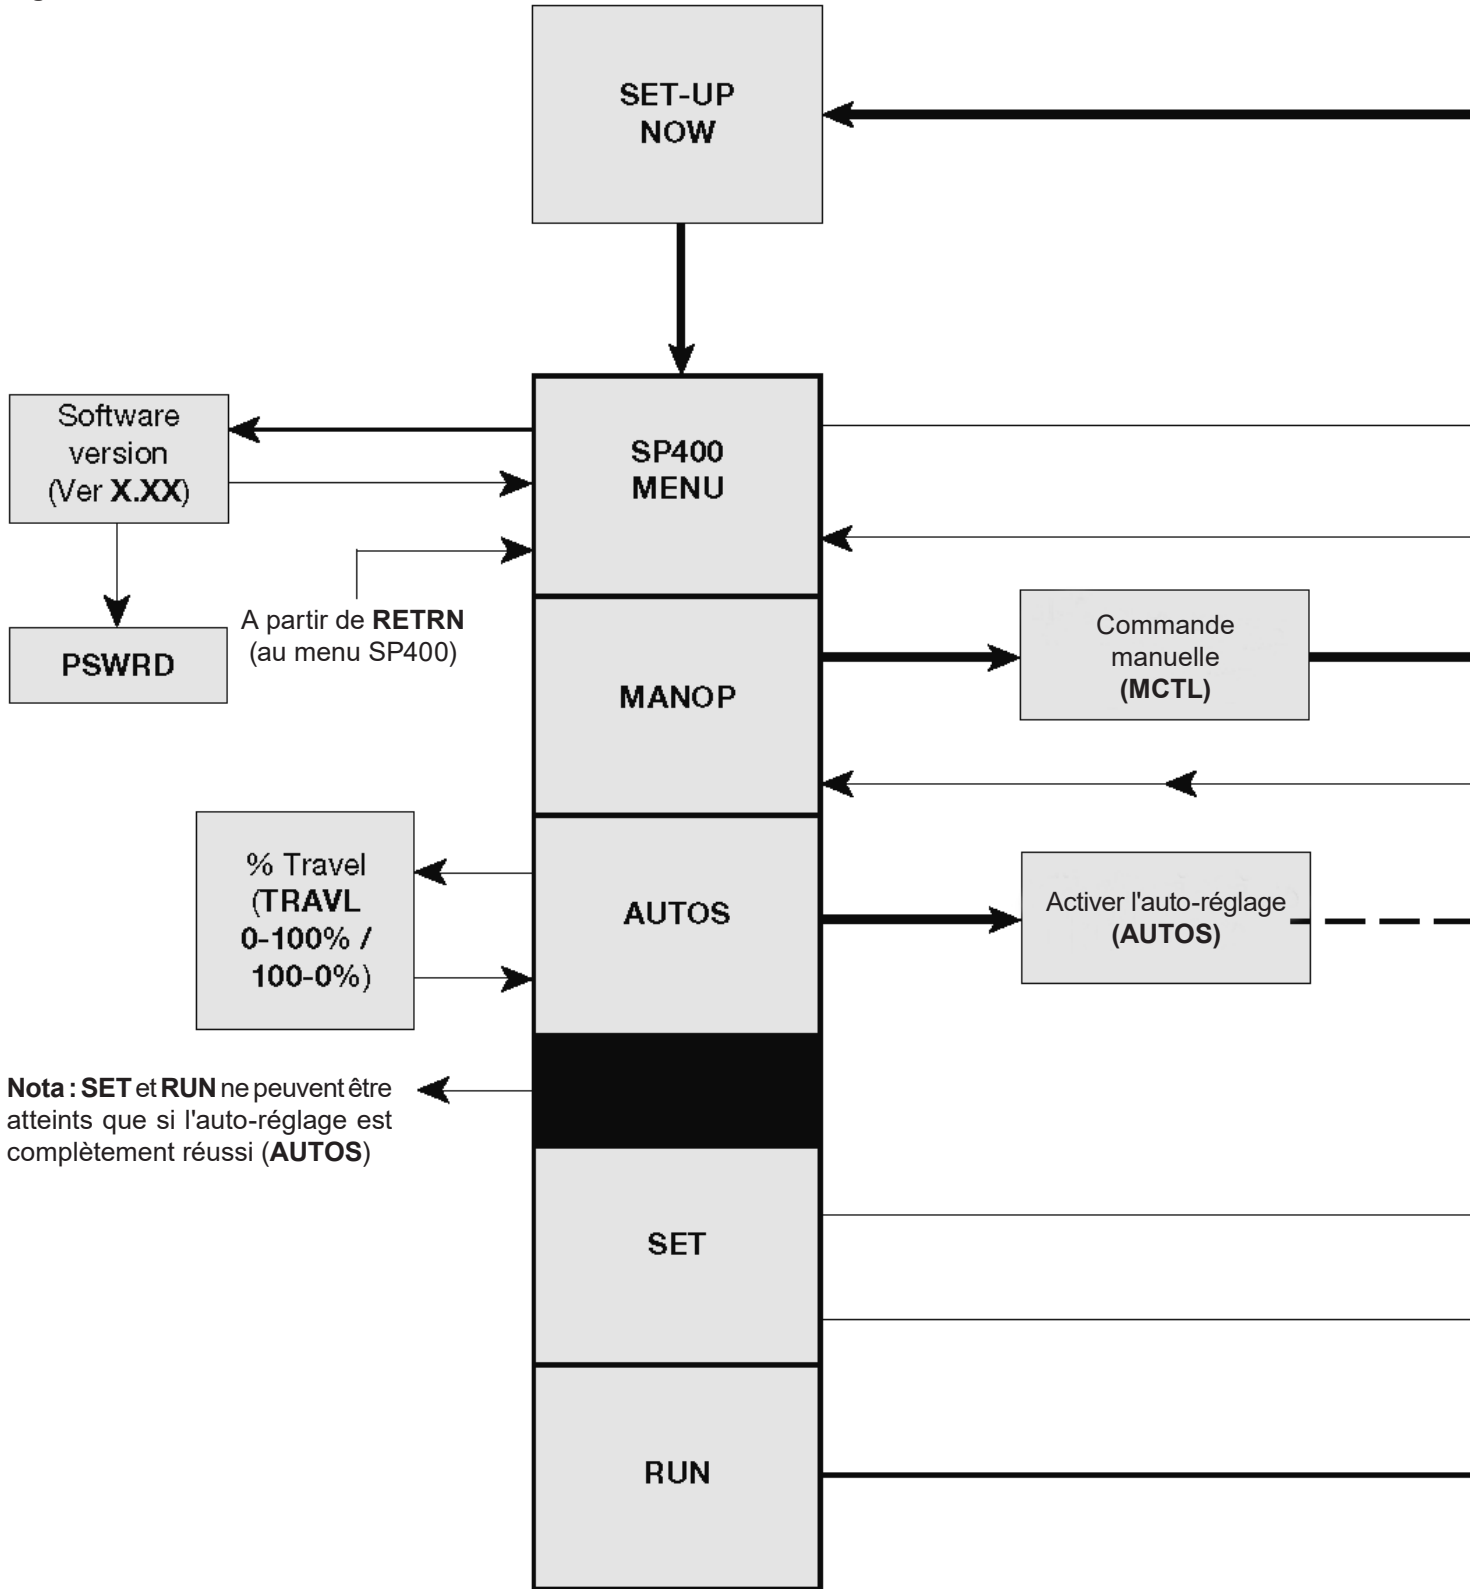 SET-UP
NOW
Software
version
(Ver X.XX)
SP400
MENU
A partir de RETRN
(au menu SP400)
PSWRD
MANOP
Commande
manuelle
(MCTL)
% Travel
(TRAVL
0-100% /
100-0%)
AUTOS
Activer l'auto-réglage
(AUTOS)
Nota : SET et RUN ne peuvent être
atteints que si l'auto-réglage est
complètement réussi (AUTOS)
SET
RUN